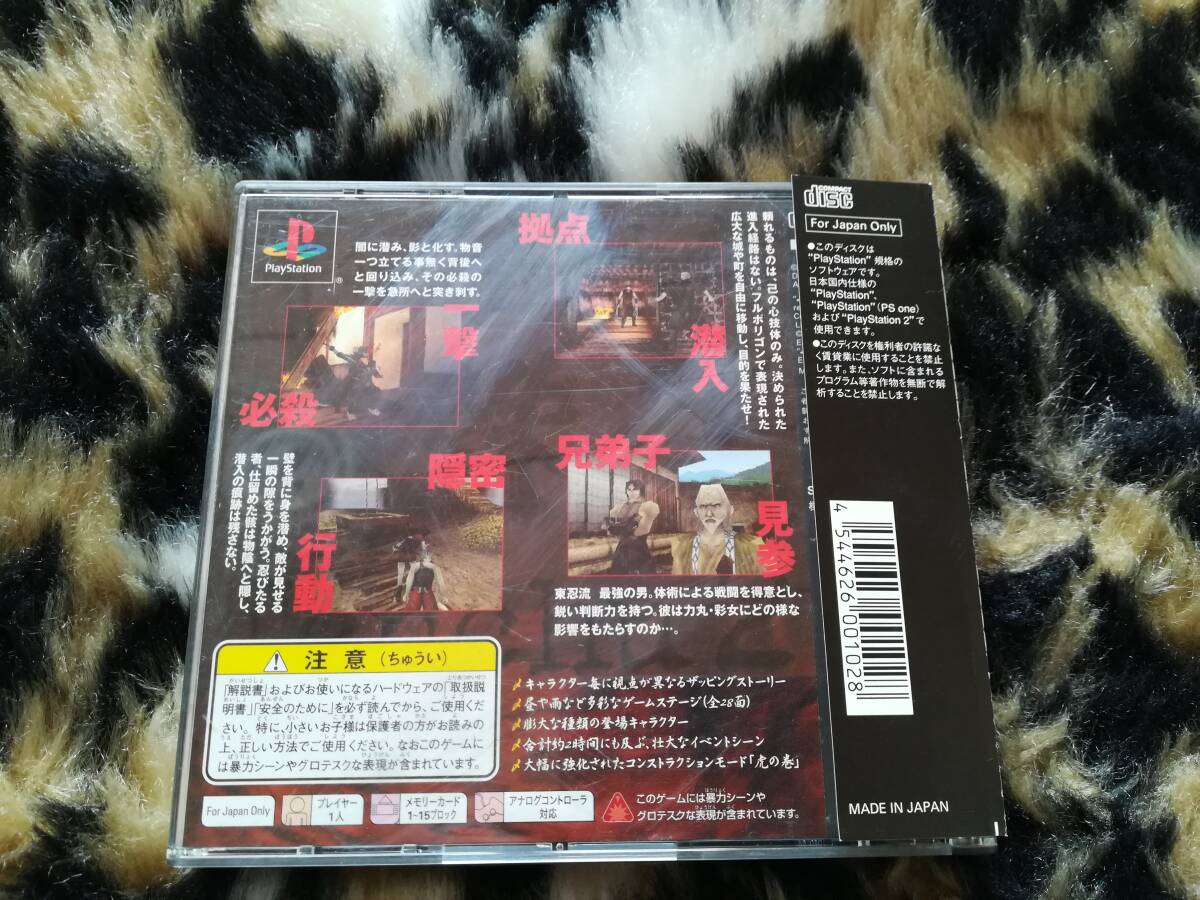 PlayStation
®
闇に潜み、影と化す。物音
一つ立てる事無く背後へ
と回り込み、その必殺の
一撃を急所へと突き刺す。
拠点
潜入
頼れるものは、己の心技体のみ。決められた
進入経路はない。フルポリゴンで表現された
広大な城や町を自由に移動し、目的を果たせ！
必殺
一撃
隠密
行動
壁を背に身を潜め、敵が見せる
一瞬の隙をうかがう。忍びたる
者、仕留めた骸は物陰へと隠し、
潜入の痕跡は残さない。
兄弟子
見参
東忍流 最強の男。体術による戦闘を得意とし、
鋭い判断力を持つ。彼は力丸・彩女にどの様な
影響をもたらすのか…。
注意（ちゅうい）
「解説書」およびお使いになるハードウェアの「取扱説
明書」「安全のために」を必ず読んでから、ご使用くだ
さい。特に、小さいお子様は保護者の方がお読みの
上、正しい方法でご使用ください。なおこのゲームに
は暴力シーンやグロテスクな表現が含まれています。
キャラクター毎に視点が異なるザッピングストーリー
昼や雨など多彩なゲームステージ(全28面)
膨大な種類の登場キャラクター
合計約2時間にも及ぶ、壮大なイベントシーン
大幅に強化されたコンストラクションモード「虎の巻」
For Japan Only
プレイヤー
1人
メモリーカード
1~15ブロック
アナログコントローラ
対応
このゲームには暴力シーンや
グロテスクな表現が含まれています。
COMPACT
disc
For Japan Only
●このディスクは
"PlayStation" 規格の
ソフトウェアです。
日本国内仕様の
"PlayStation"、
"PlayStation"(PS one)
および"PlayStation 2"で
使用できます。
●このディスクを権利者の許諾な
く賃貸業に使用することを禁止
します。また、ソフトに含まれる
プログラム等著作物を無断で解
析することを禁止します。
4 544626 001028
MADE IN JAPAN